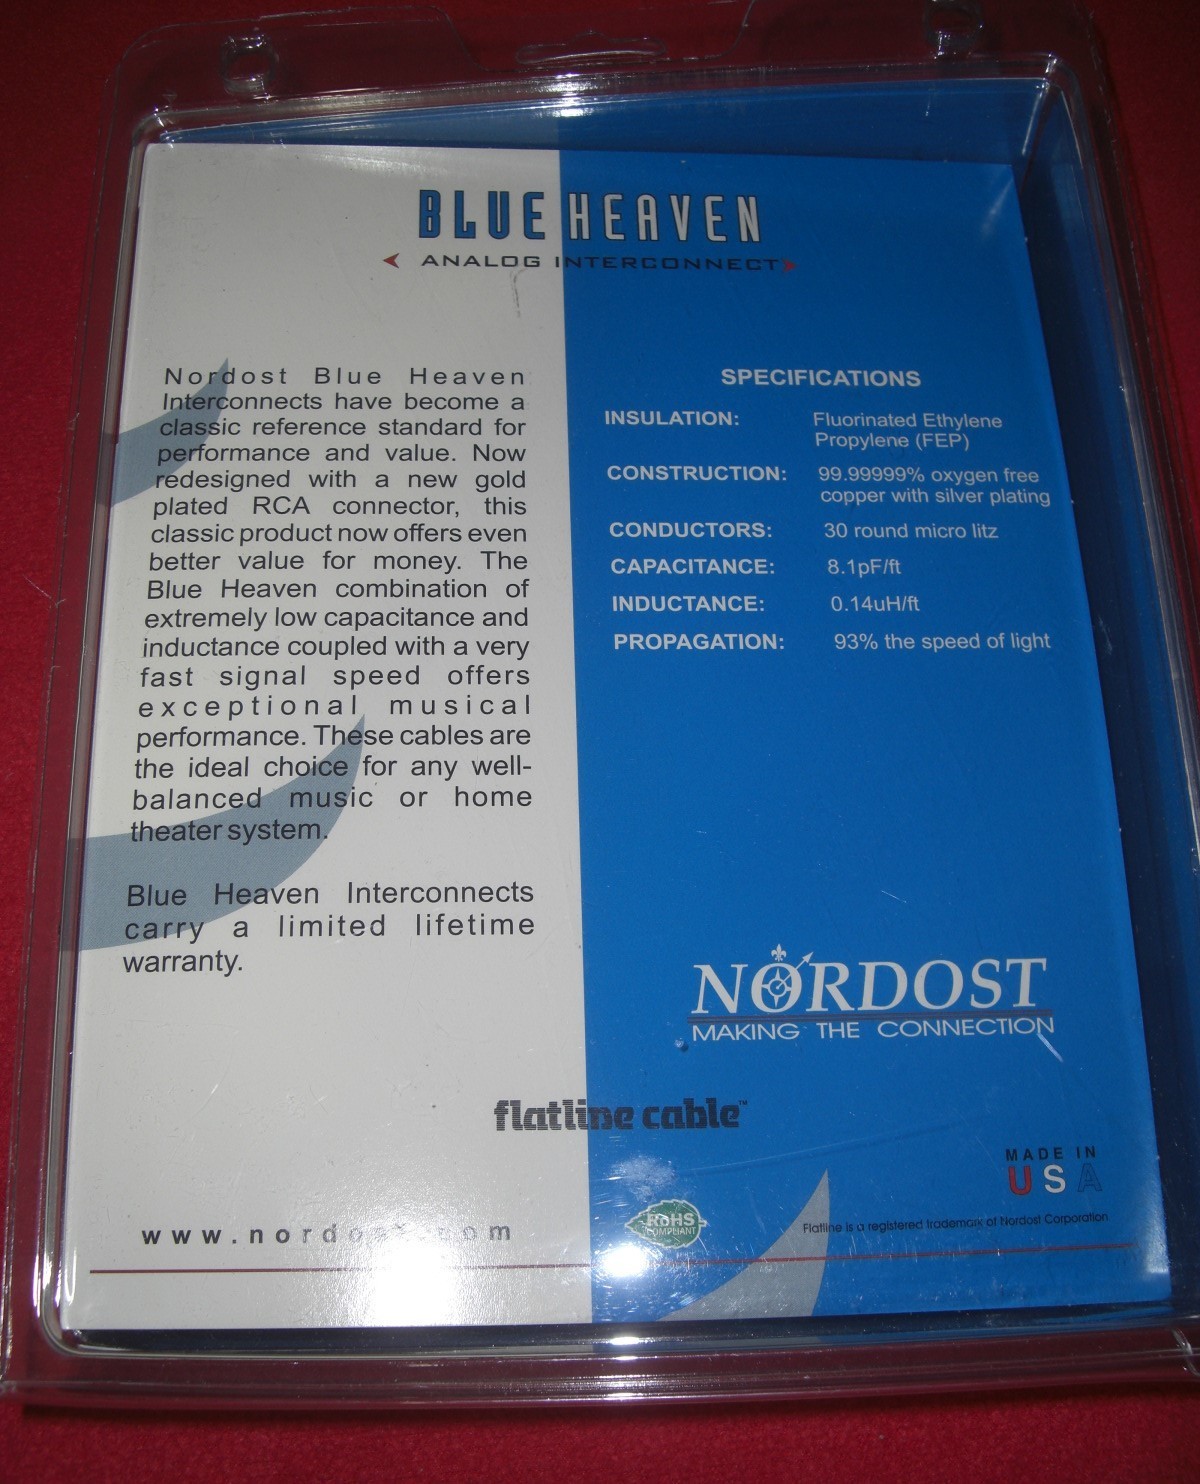 BLUE HEAVEN
ANALOG INTERCONNECT
Nordost Blue Heaven
Interconnects have become a
classic reference standard for
performance and value. Now
redesigned with a new gold
plated RCA connector, this
classic product now offers even
better value for money. The
Blue Heaven combination of
extremely low capacitance and
inductance coupled with a very
fast signal speed offers
exceptional musical
performance. These cables are
the ideal choice for any well-
balanced music or home
theater system.
Blue Heaven Interconnects
carry a limited lifetime
warranty.
SPECIFICATIONS
INSULATION: Fluorinated Ethylene
Propylene (FEP)
CONSTRUCTION: 99.99999% oxygen free
copper with silver plating
CONDUCTORS: 30 round micro litz
CAPACITANCE: 8.1pF/ft
INDUCTANCE: 0.14uH/ft
PROPAGATION: 93% the speed of light
NORDOST
MAKING THE CONNECTION
flatline cable™
MADE IN
USA
RoHS
COMPLIANT
Flatline is a registered trademark of Nordost Corporation
www.nordost.com